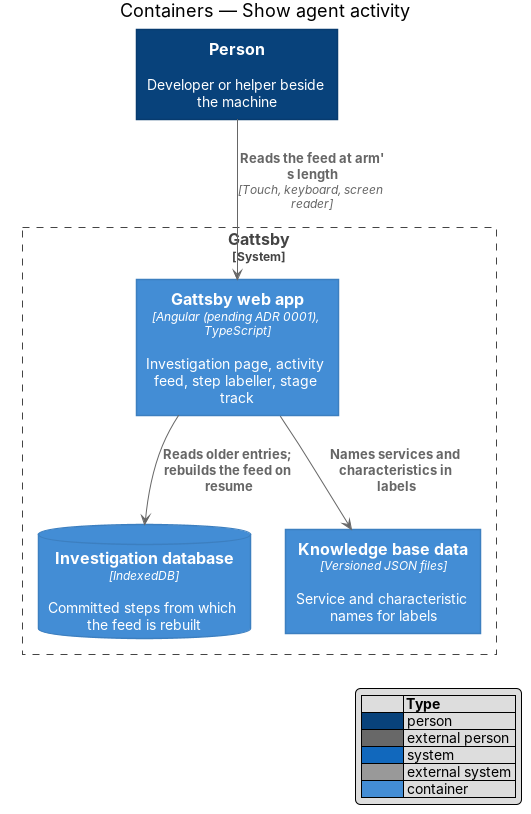 Containers — Show agent activity
Person
Developer or helper beside
the machine
Reads the feed at arm'
s length
[Touch, keyboard, screen
reader]
Gattsby
[System]
Gattsby web app
[Angular (pending ADR 0001),
TypeScript]
Investigation page, activity
feed, step labeller, stage
track
Reads older entries;
rebuilds the feed on
resume
Names services and
characteristics in
labels
Investigation database
[IndexedDB]
Committed steps from which
the feed is rebuilt
Knowledge base data
[Versioned JSON files]
Service and characteristic
names for labels
Type
person
external person
system
external system
container